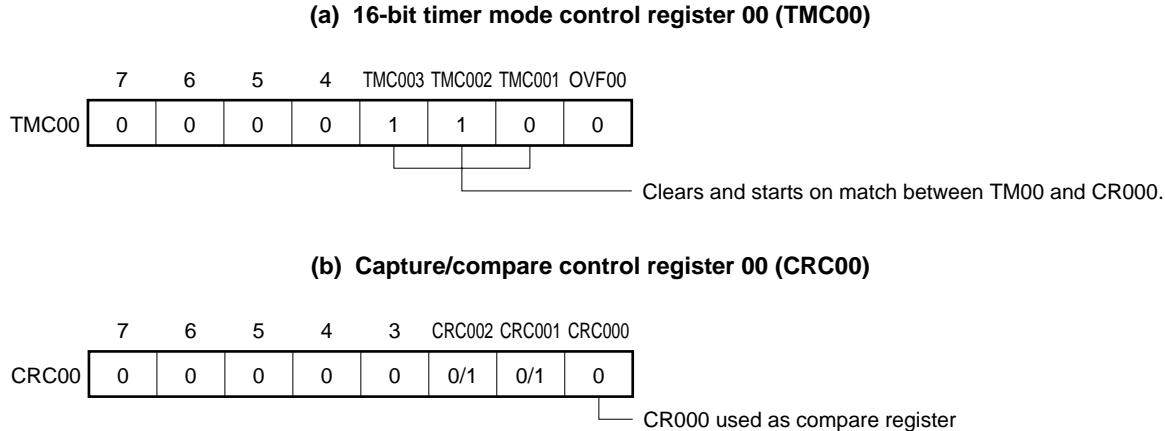 (a) 16-bit timer mode control register 00 (TMC00)
7 6 5 4 TMC003 TMC002 TMC001 OVF00
TMC00 0 0 0 0 1 1 0 0
Clears and starts on match between TM00 and CR000.
(b) Capture/compare control register 00 (CRC00)
7 6 5 4 3 CRC002 CRC001 CRC000
CRC00 0 0 0 0 0 0/1 0/1 0
CR000 used as compare register